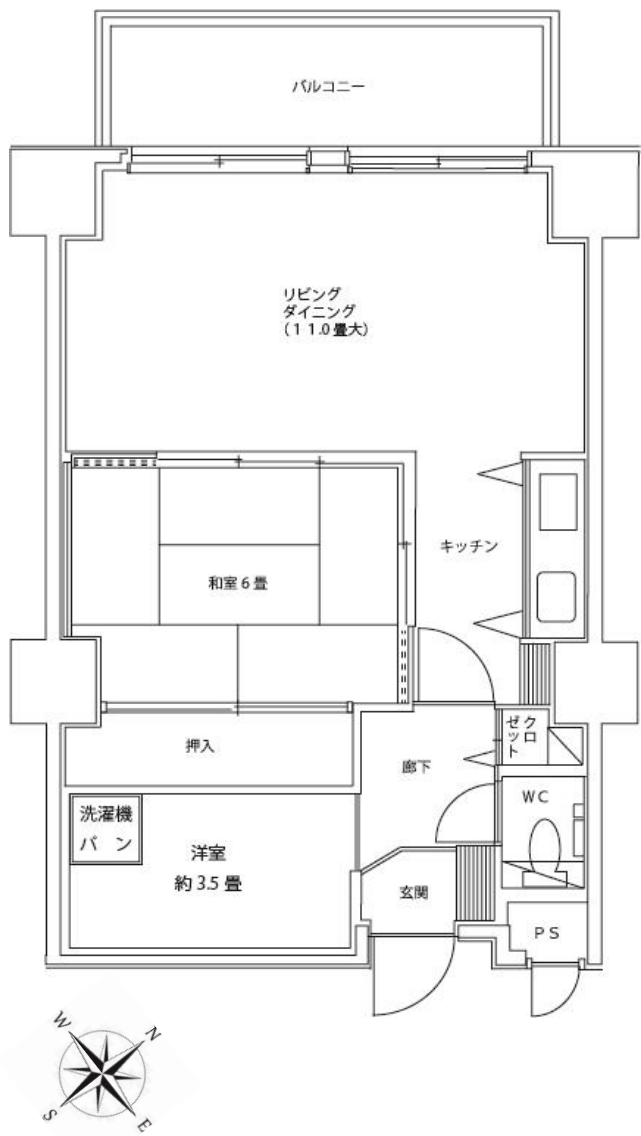 バルコニー
リビング
ダイニング
(11.0畳大)
キッチン
和室6畳
押入
廊下
クロ
ゼット
洗濯機
パン
洋室
約3.5畳
WC
玄関
PS
W
N
S
E